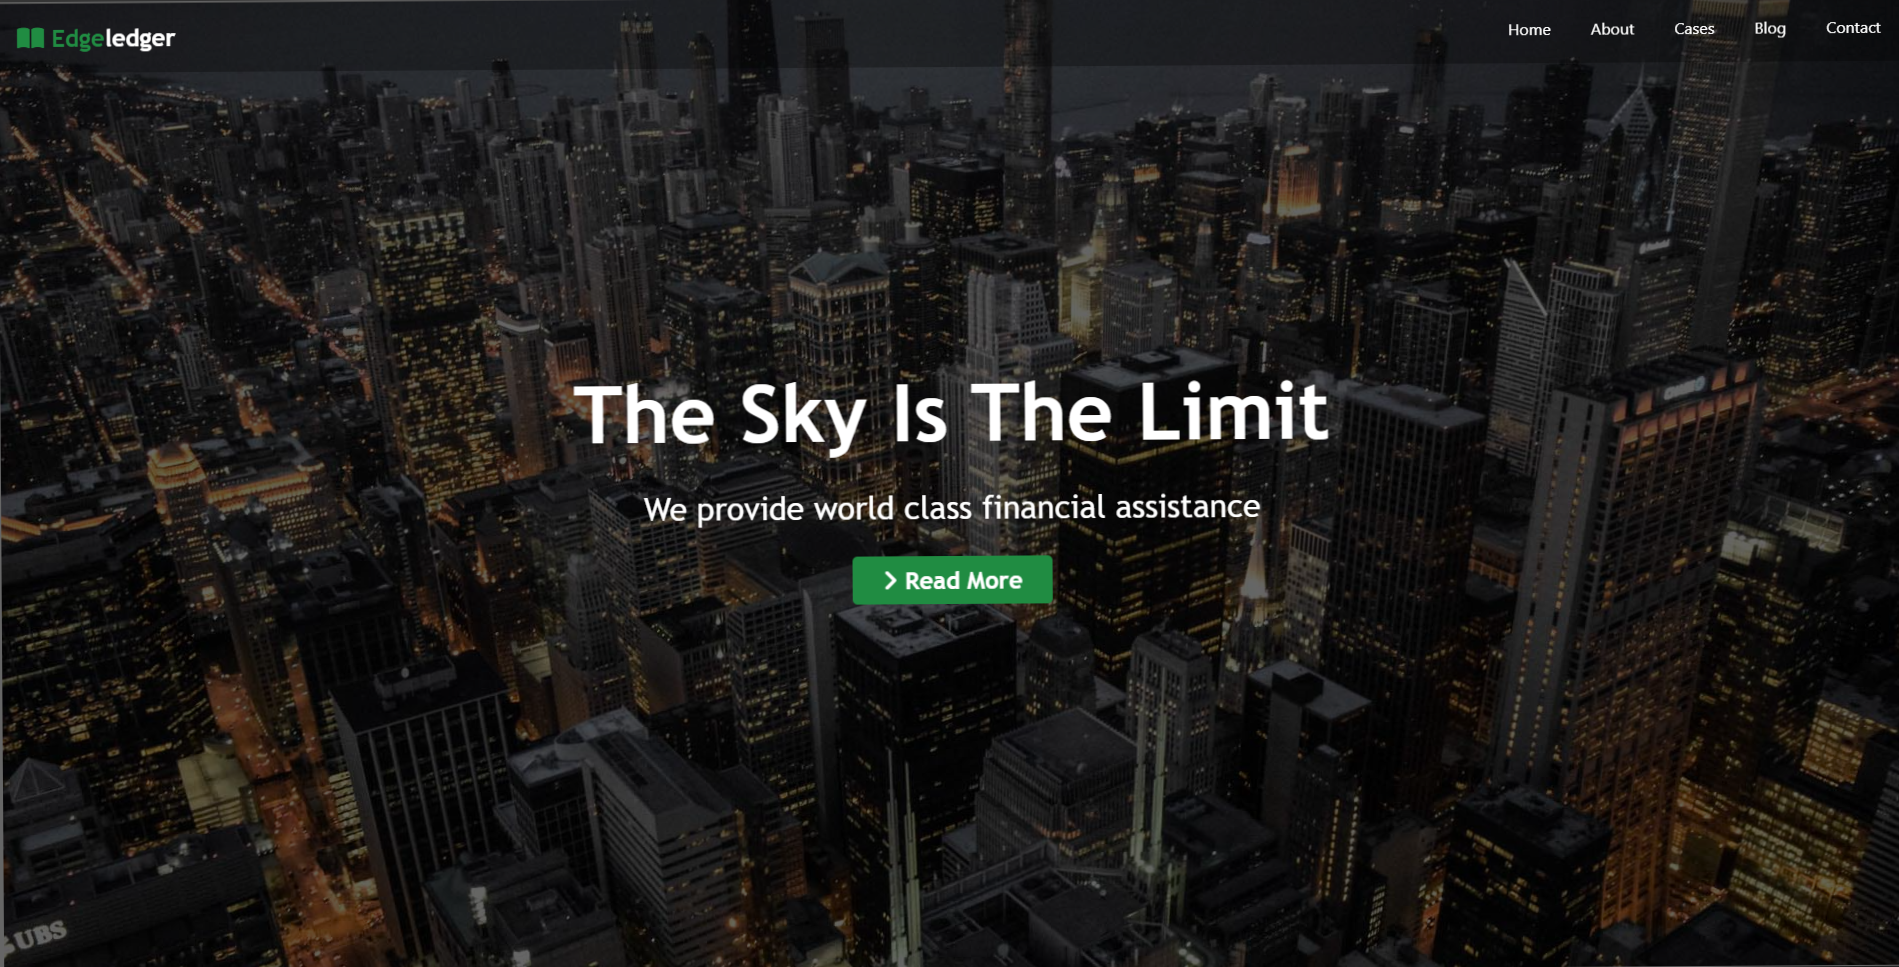 Edgeledger
Home About Cases Blog Contact
The Sky Is The Limit
We provide world class financial assistance
Read More
UBS